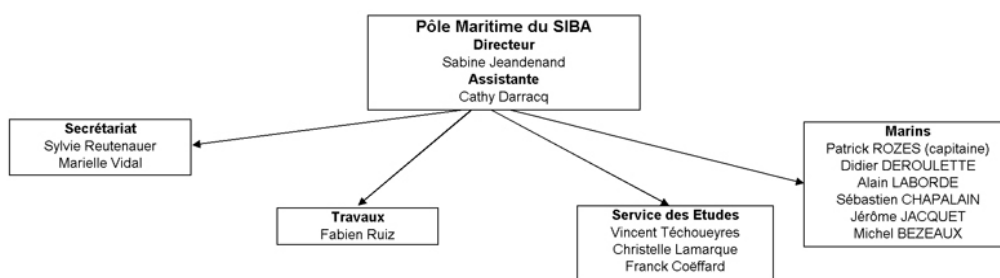 Pôle Maritime du SIBA
Directeur
Sabine Jeandenand
Assistante
Cathy Darracq
Secrétariat
Sylvie Reutenauer
Marielle Vidal
Travaux
Fabien Ruiz
Service des Etudes
Vincent Téchoueyres
Christelle Lamarque
Franck Coëffard
Marins
Patrick ROZES (capitaine)
Didier DEROULETTE
Alain LABORDE
Sébastien CHAPALAIN
Jérôme JACQUET
Michel BEZEAUX